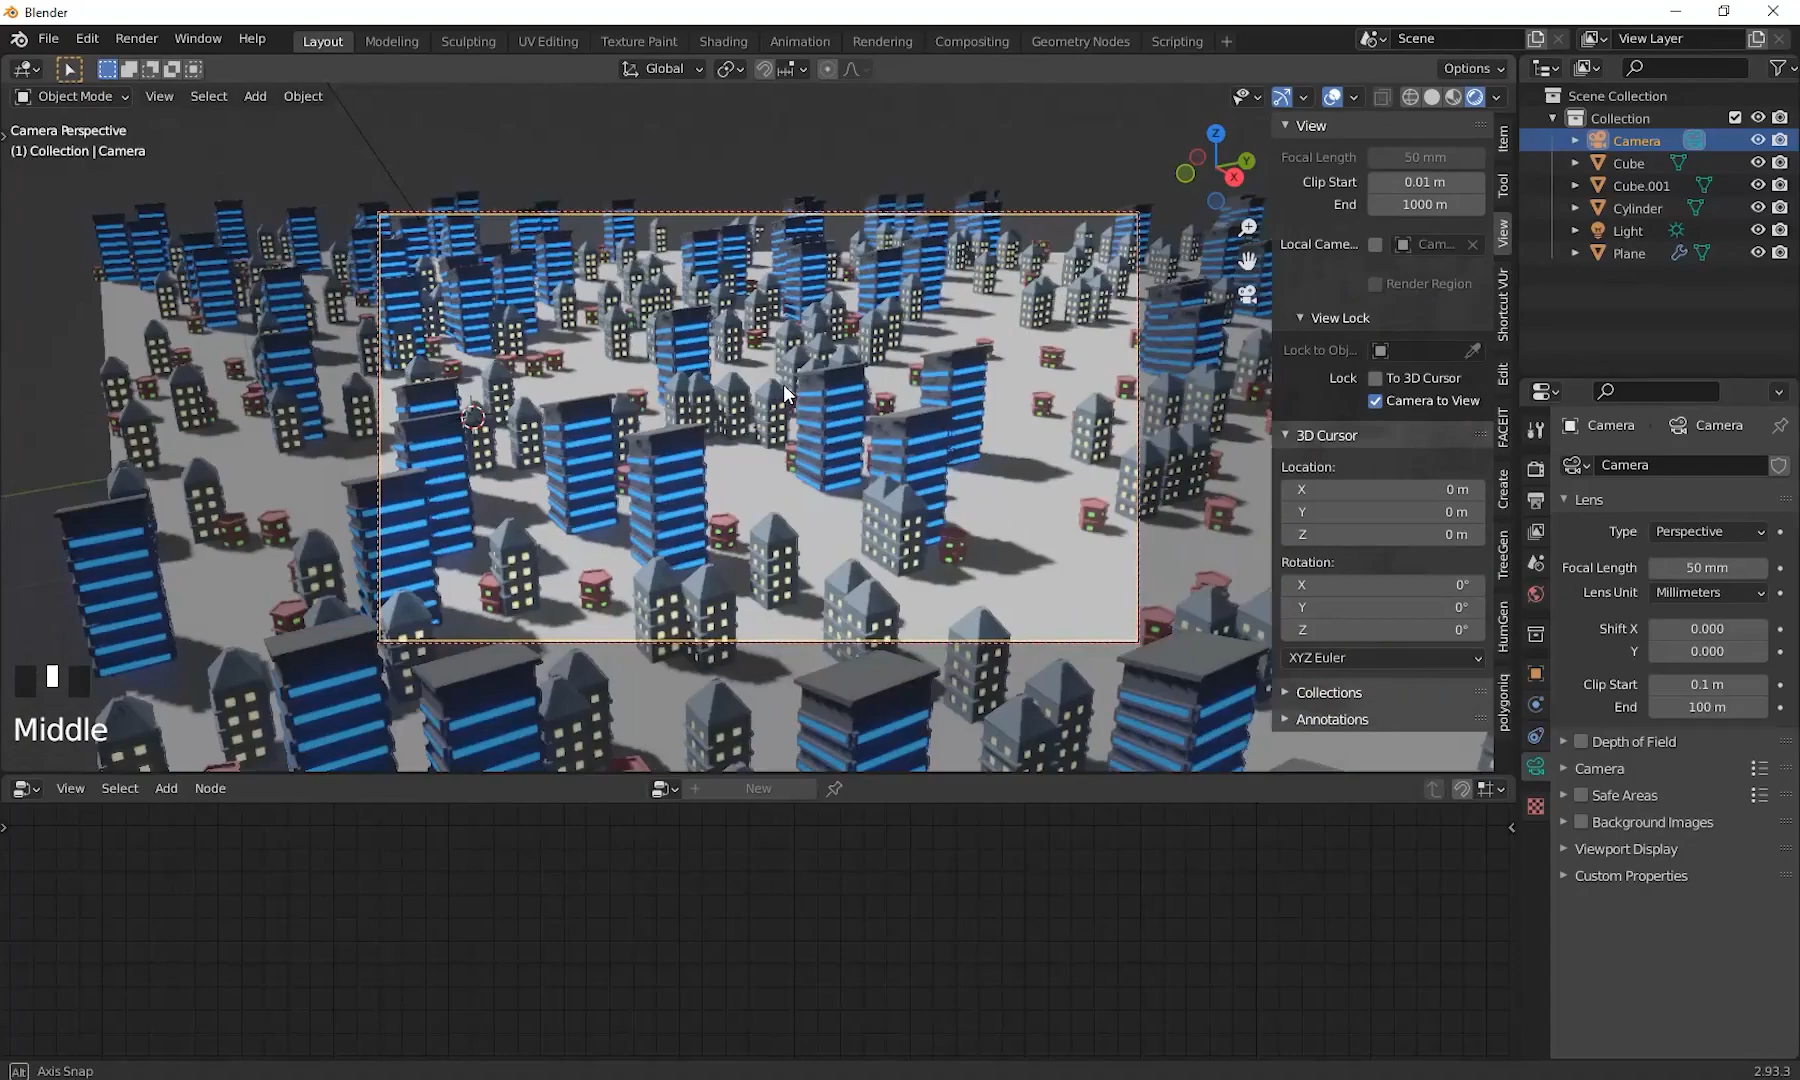 Blender
File Edit Render Window Help Layout Modeling Sculpting UV Editing Texture Paint Shading Animation Rendering Compositing Geometry Nodes Scripting + Scene View Layer
Global Options
Object Mode View Select Add Object
Camera Perspective
(1) Collection | Camera
Z
Y
X
View
Focal Length 50 mm
Clip Start 0.01 m
End 1000 m
Local Came... Cam...
Render Region
View Lock
Lock to Obj...
Lock To 3D Cursor
Camera to View
3D Cursor
Location:
X 0 m
Y 0 m
Z 0 m
Rotation:
X 0°
Y 0°
Z 0°
XYZ Euler
Collections
Annotations
Item
Tool
View
Shortcut VUr
Edit
FACEIT
Create
TreeGen
HumGen
polygoniq
Scene Collection
Collection
Camera
Cube
Cube.001
Cylinder
Light
Plane
Camera Camera
Camera
Lens
Type Perspective
Focal Length 50 mm
Lens Unit Millimeters
Shift X 0.000
Y 0.000
Clip Start 0.1 m
End 100 m
Depth of Field
Camera
Safe Areas
Background Images
Viewport Display
Custom Properties
Middle
View Select Add Node + New
Alt Axis Snap
2.93.3